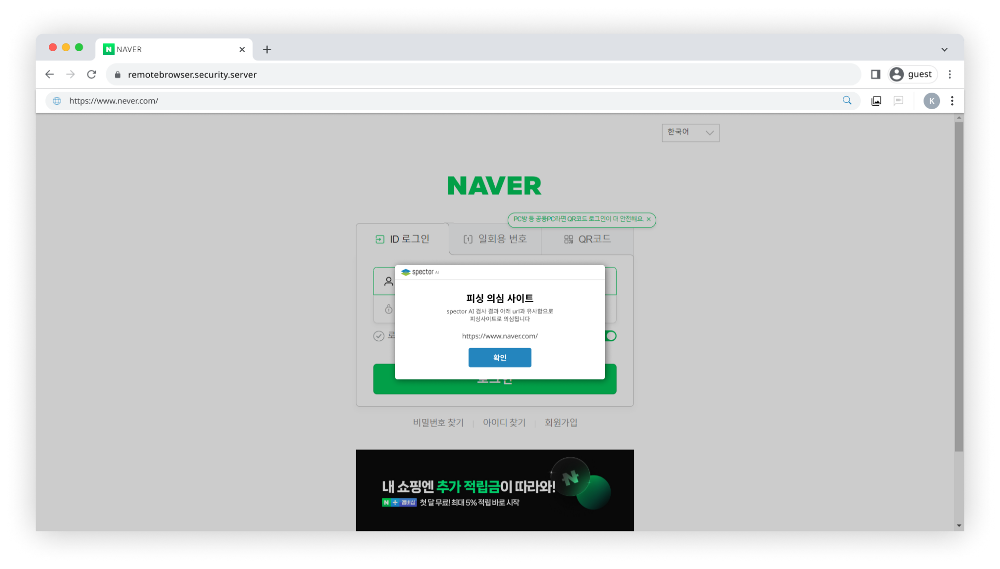 NAVER
remotebrowser.security.server
guest
https://www.never.com/
K
한국어
NAVER
PC방 등 공용PC라면 QR코드 로그인이 더 안전해요.
ID 로그인
일회용 번호
QR코드
spector AI
피싱 의심 사이트
spector AI 검사 결과 아래 url과 유사함으로
피싱사이트로 의심됩니다
로
https://www.naver.com/
확인
로그인
비밀번호 찾기
아이디 찾기
회원가입
내 쇼핑엔 추가 적립금이 따라와!
N + 멤버십 첫 달 무료! 최대 5% 적립 바로 시작